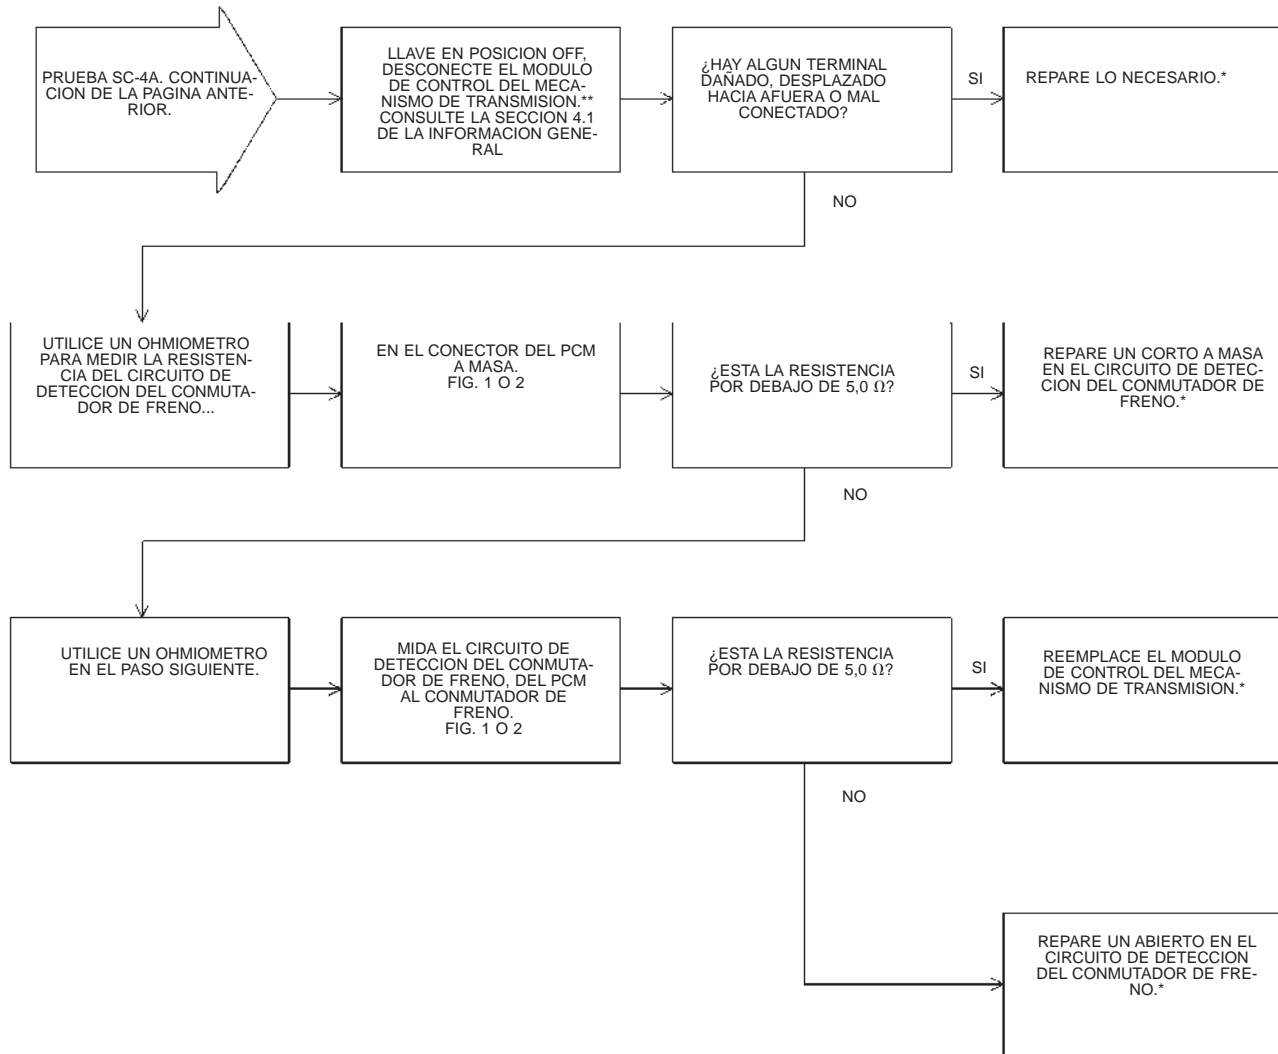 PRUEBA SC-4A. CONTINUA-
CION DE LA PAGINA ANTE-
RIOR.
LLAVE EN POSICION OFF,
DESCONECTE EL MODULO
DE CONTROL DEL MECA-
NISMO DE TRANSMISION.**
CONSULTE LA SECCION 4.1
DE LA INFORMACION GENE-
RAL
¿HAY ALGUN TERMINAL
DAÑADO, DESPLAZADO
HACIA AFUERA O MAL
CONECTADO?
SI
REPARE LO NECESARIO.*
NO
UTILICE UN OHMIOMETRO
PARA MEDIR LA RESISTEN-
CIA DEL CIRCUITO DE
DETECCION DEL CONMUTA-
DOR DE FRENO...
EN EL CONECTOR DEL PCM
A MASA.
FIG. 1 O 2
¿ESTA LA RESISTENCIA
POR DEBAJO DE 5,0 Ω?
SI
REPARE UN CORTO A MASA
EN EL CIRCUITO DE DETEC-
CION DEL CONMUTADOR DE
FRENO.*
NO
UTILICE UN OHMIOMETRO
EN EL PASO SIGUIENTE.
MIDA EL CIRCUITO DE
DETECCION DEL CONMUTA-
DOR DE FRENO, DEL PCM
AL CONMUTADOR DE
FRENO.
FIG. 1 O 2
¿ESTA LA RESISTENCIA
POR DEBAJO DE 5,0 Ω?
SI
REEMPLACE EL MODULO
DE CONTROL DEL MECA-
NISMO DE TRANSMISION.*
NO
REPARE UN ABIERTO EN EL
CIRCUITO DE DETECCION
DEL CONMUTADOR DE FRE-
NO.*